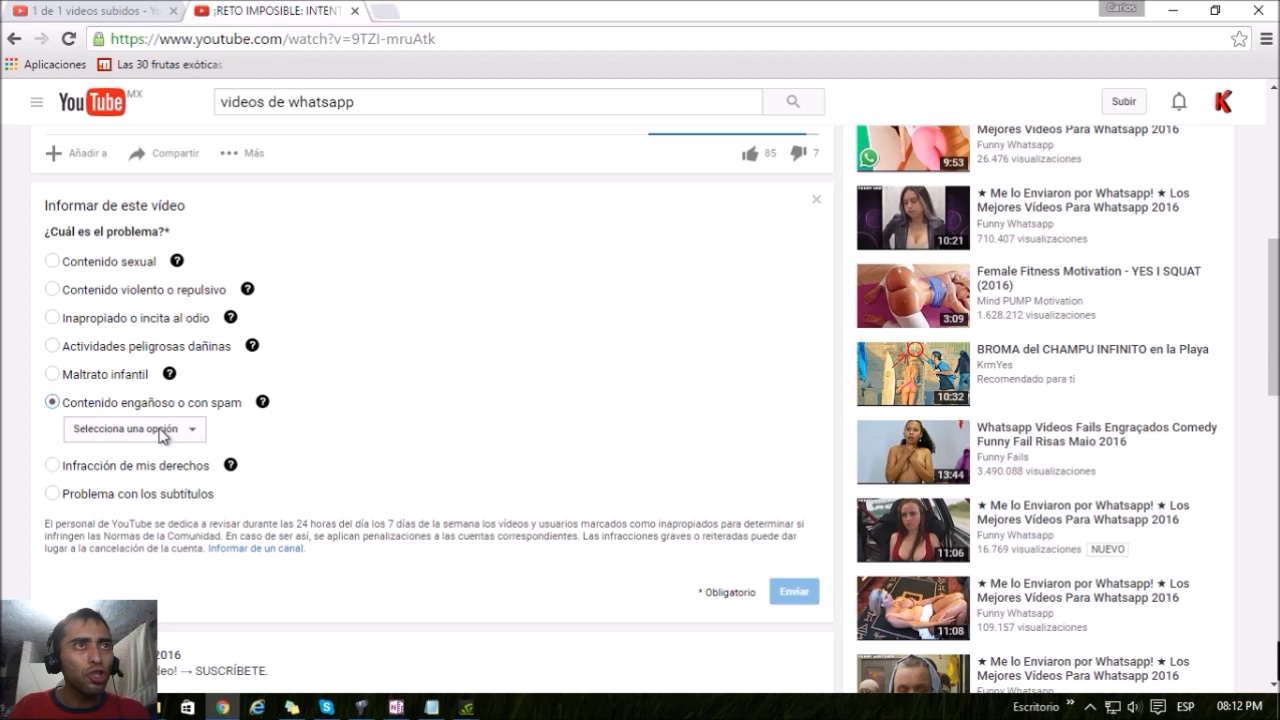 1 de 1 videos subidos - Yo
¡RETO IMPOSIBLE: INTENT
Carlos
https://www.youtube.com/watch?v=9TZI-mruAtk
Aplicaciones
Las 30 frutas exóticas
YouTube MX
videos de whatsapp
Subir
K
Añadir a
Compartir
Más
85
7
Informar de este vídeo
¿Cuál es el problema?*
Contenido sexual
Contenido violento o repulsivo
Inapropiado o incita al odio
Actividades peligrosas dañinas
Maltrato infantil
Contenido engañoso o con spam
Selecciona una opción
Infracción de mis derechos
Problema con los subtítulos
El personal de YouTube se dedica a revisar durante las 24 horas del día los 7 días de la semana los vídeos y usuarios marcados como inapropiados para determinar si
infringen las Normas de la Comunidad. En caso de ser así, se aplican penalizaciones a las cuentas correspondientes. Las infracciones graves o reiteradas puede dar
lugar a la cancelación de la cuenta. Informar de un canal.
* Obligatorio
Enviar
2016
deo! → SUSCRÍBETE.
Mejores Vídeos Para Whatsapp 2016
Funny Whatsapp
26.476 visualizaciones
9:53
★ Me lo Enviaron por Whatsapp! ★ Los
Mejores Vídeos Para Whatsapp 2016
Funny Whatsapp
710.407 visualizaciones
10:21
Female Fitness Motivation - YES I SQUAT
(2016)
Mind PUMP Motivation
1.628.212 visualizaciones
3:09
BROMA del CHAMPU INFINITO en la Playa
KrmYes
Recomendado para ti
10:32
Whatsapp Videos Fails Engraçados Comedy
Funny Fail Risas Maio 2016
Funny Fails
3.490.088 visualizaciones
13:44
★ Me lo Enviaron por Whatsapp! ★ Los
Mejores Vídeos Para Whatsapp 2016
Funny Whatsapp
16.769 visualizaciones NUEVO
11:06
★ Me lo Enviaron por Whatsapp! ★ Los
Mejores Vídeos Para Whatsapp 2016
Funny Whatsapp
109.157 visualizaciones
11:08
★ Me lo Enviaron por Whatsapp! ★ Los
Mejores Vídeos Para Whatsapp 2016
Funny Whatsapp
Escritorio
ESP
08:12 PM